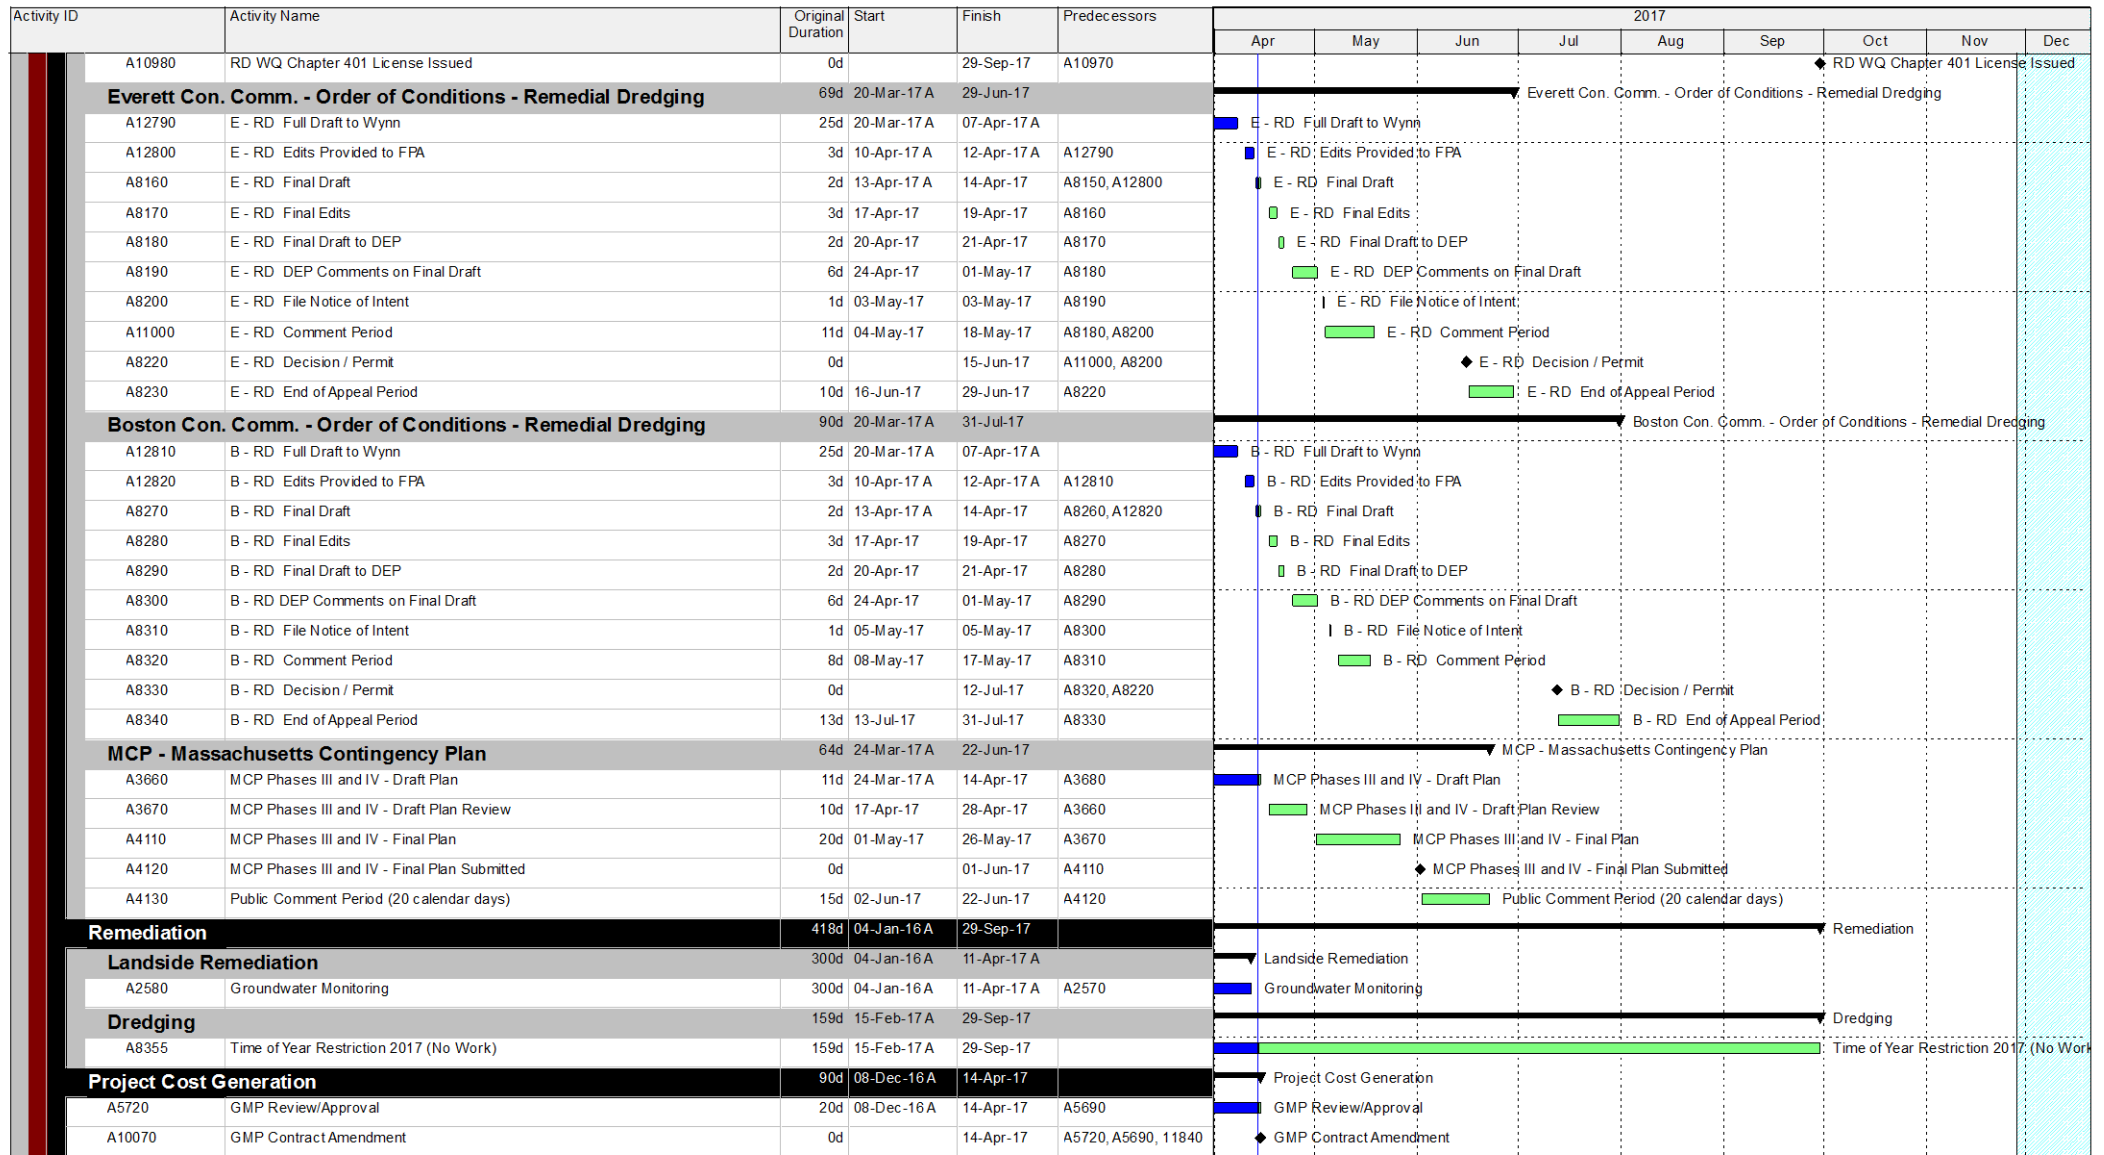 Activity ID Activity Name Original Duration Start Finish Predecessors 2017
Apr May Jun Jul Aug Sep Oct Nov Dec
A10980 RD WQ Chapter 401 License Issued 0d 29-Sep-17 A10970 RD WQ Chapter 401 License Issued
Everett Con. Comm. - Order of Conditions - Remedial Dredging 69d 20-Mar-17 A 29-Jun-17 Everett Con. Comm. - Order of Conditions - Remedial Dredging
A12790 E - RD Full Draft to Wynn 25d 20-Mar-17 A 07-Apr-17 A E - RD Full Draft to Wynn
A12800 E - RD Edits Provided to FPA 3d 10-Apr-17 A 12-Apr-17 A A12790 E - RD Edits Provided to FPA
A8160 E - RD Final Draft 2d 13-Apr-17 A 14-Apr-17 A8150, A12800 E - RD Final Draft
A8170 E - RD Final Edits 3d 17-Apr-17 19-Apr-17 A8160 E - RD Final Edits
A8180 E - RD Final Draft to DEP 2d 20-Apr-17 21-Apr-17 A8170 E - RD Final Draft to DEP
A8190 E - RD DEP Comments on Final Draft 6d 24-Apr-17 01-May-17 A8180 E - RD DEP Comments on Final Draft
A8200 E - RD File Notice of Intent 1d 03-May-17 03-May-17 A8190 E - RD File Notice of Intent
A11000 E - RD Comment Period 11d 04-May-17 18-May-17 A8180, A8200 E - RD Comment Period
A8220 E - RD Decision / Permit 0d 15-Jun-17 A11000, A8200 E - RD Decision / Permit
A8230 E - RD End of Appeal Period 10d 16-Jun-17 29-Jun-17 A8220 E - RD End of Appeal Period
Boston Con. Comm. - Order of Conditions - Remedial Dredging 90d 20-Mar-17 A 31-Jul-17 Boston Con. Comm. - Order of Conditions - Remedial Dredging
A12810 B - RD Full Draft to Wynn 25d 20-Mar-17 A 07-Apr-17 A B - RD Full Draft to Wynn
A12820 B - RD Edits Provided to FPA 3d 10-Apr-17 A 12-Apr-17 A A12810 B - RD Edits Provided to FPA
A8270 B - RD Final Draft 2d 13-Apr-17 A 14-Apr-17 A8260, A12820 B - RD Final Draft
A8280 B - RD Final Edits 3d 17-Apr-17 19-Apr-17 A8270 B - RD Final Edits
A8290 B - RD Final Draft to DEP 2d 20-Apr-17 21-Apr-17 A8280 B - RD Final Draft to DEP
A8300 B - RD DEP Comments on Final Draft 6d 24-Apr-17 01-May-17 A8290 B - RD DEP Comments on Final Draft
A8310 B - RD File Notice of Intent 1d 05-May-17 05-May-17 A8300 B - RD File Notice of Intent
A8320 B - RD Comment Period 8d 08-May-17 17-May-17 A8310 B - RD Comment Period
A8330 B - RD Decision / Permit 0d 12-Jul-17 A8320, A8220 B - RD Decision / Permit
A8340 B - RD End of Appeal Period 13d 13-Jul-17 31-Jul-17 A8330 B - RD End of Appeal Period
MCP - Massachusetts Contingency Plan 64d 24-Mar-17 A 22-Jun-17 MCP - Massachusetts Contingency Plan
A3660 MCP Phases III and IV - Draft Plan 11d 24-Mar-17 A 14-Apr-17 A3680 MCP Phases III and IV - Draft Plan
A3670 MCP Phases III and IV - Draft Plan Review 10d 17-Apr-17 28-Apr-17 A3660 MCP Phases III and IV - Draft Plan Review
A4110 MCP Phases III and IV - Final Plan 20d 01-May-17 26-May-17 A3670 MCP Phases III and IV - Final Plan
A4120 MCP Phases III and IV - Final Plan Submitted 0d 01-Jun-17 A4110 MCP Phases III and IV - Final Plan Submitted
A4130 Public Comment Period (20 calendar days) 15d 02-Jun-17 22-Jun-17 A4120 Public Comment Period (20 calendar days)
Remediation 418d 04-Jan-16 A 29-Sep-17 Remediation
Landside Remediation 300d 04-Jan-16 A 11-Apr-17 A Landside Remediation
A2580 Groundwater Monitoring 300d 04-Jan-16 A 11-Apr-17 A A2570 Groundwater Monitoring
Dredging 159d 15-Feb-17 A 29-Sep-17 Dredging
A8355 Time of Year Restriction 2017 (No Work) 159d 15-Feb-17 A 29-Sep-17 Time of Year Restriction 2017 (No Work
Project Cost Generation 90d 08-Dec-16 A 14-Apr-17 Project Cost Generation
A5720 GMP Review/Approval 20d 08-Dec-16 A 14-Apr-17 A5690 GMP Review/Approval
A10070 GMP Contract Amendment 0d 14-Apr-17 A5720, A5690, 11840 GMP Contract Amendment